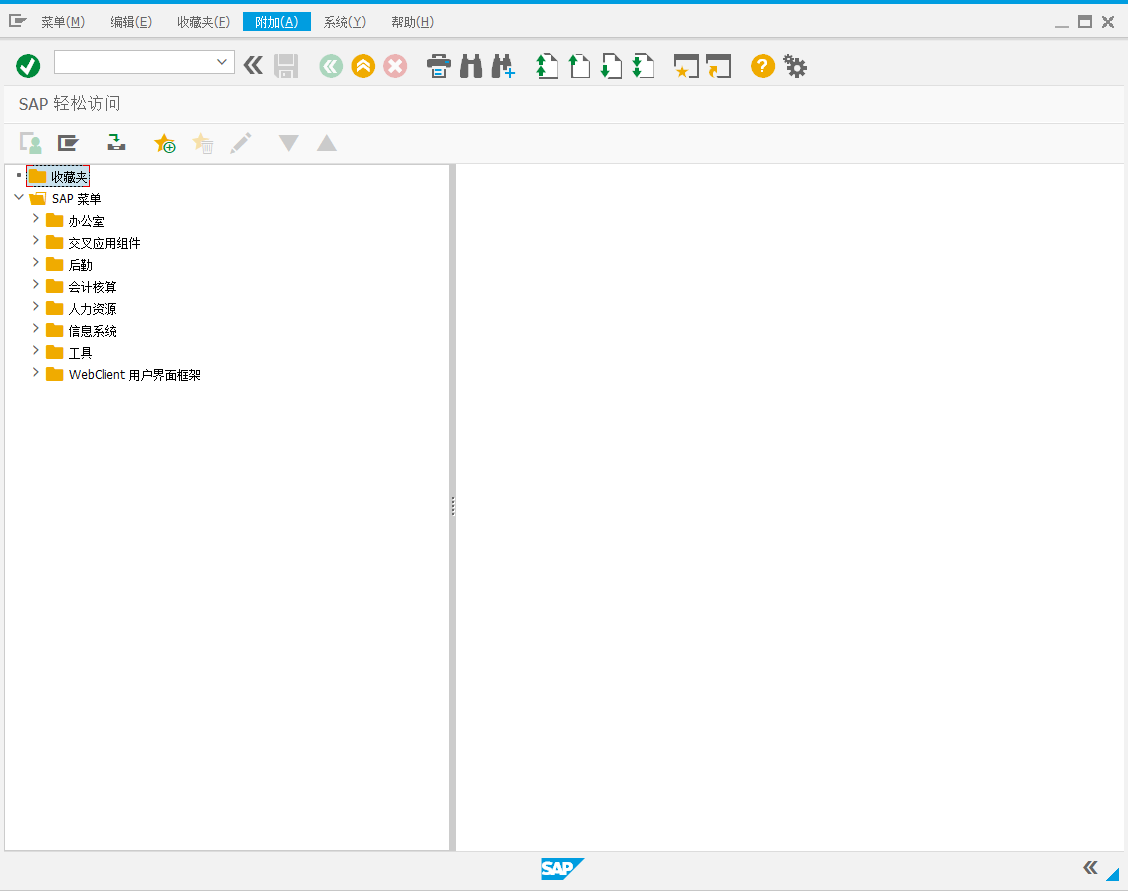 菜单(M) 编辑(E) 收藏夹(F) 附加(A) 系统(Y) 帮助(H)
SAP 轻松访问
收藏夹
SAP 菜单
办公室
交叉应用组件
后勤
会计核算
人力资源
信息系统
工具
WebClient 用户界面框架
SAP